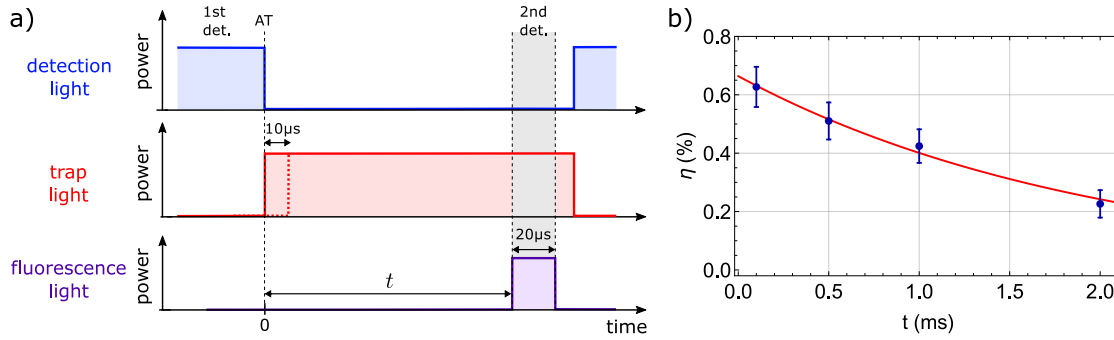 a)
1st
det.
AT
2nd
det.
detection
light
power
10µs
trap
light
power
20µs
fluorescence
light
power
t
0
time
b)
0.8
0.6
0.4
0.2
0.0
η (%)
0.0
0.5
1.0
1.5
2.0
t (ms)